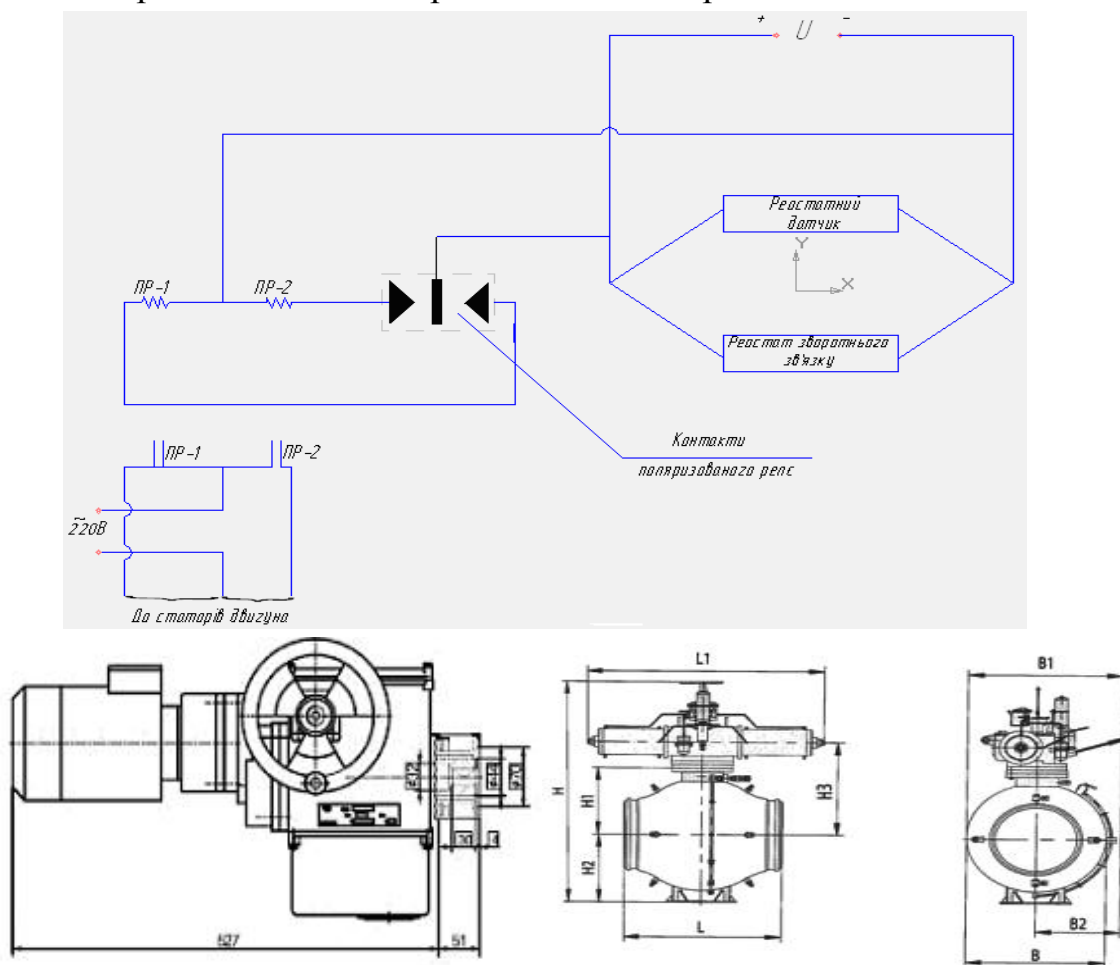 + U -
Реостатний
датчик
Y
X
ПР-1
ПР-2
Реостат зворотнього
зв'язку
Контакти
поляризованого реле
ПР-1
ПР-2
~
220В
До статорів двигуна
L1
B1
H
H1
H2
H3
L
B2
B
527
51